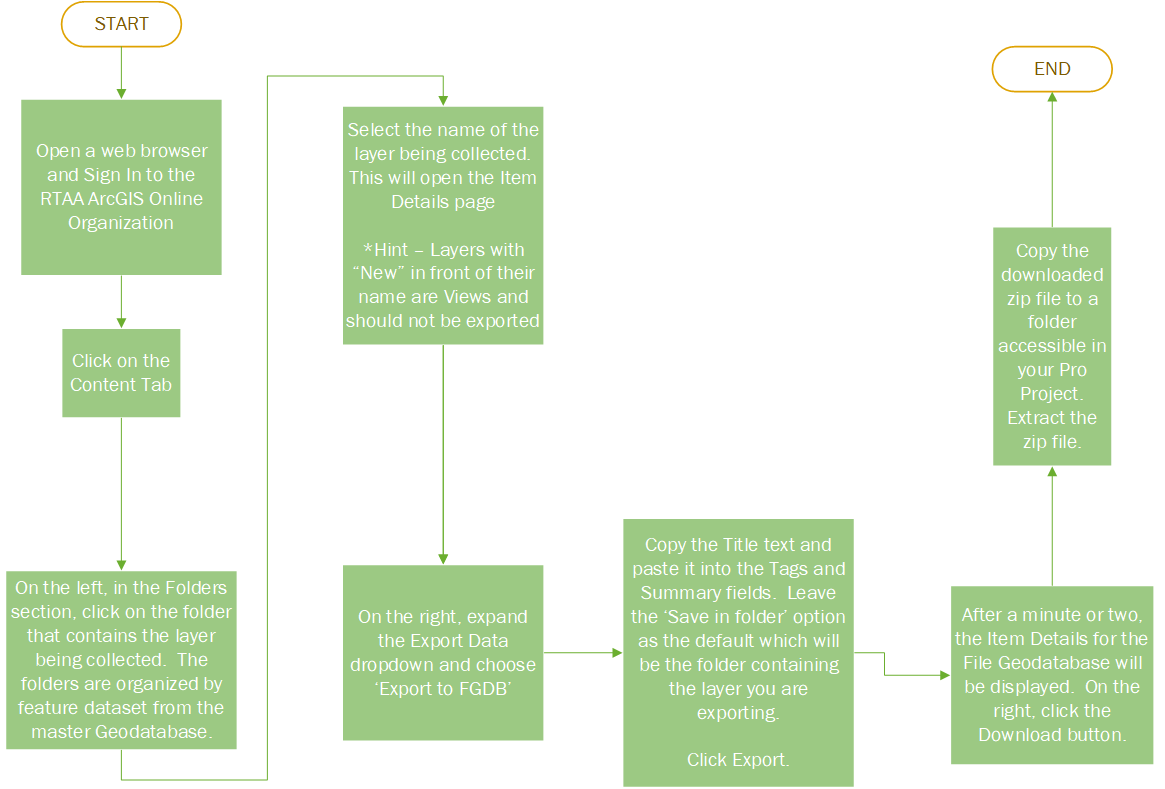 START
Open a web browser
and Sign In to the
RTAA ArcGIS Online
Organization
Click on the
Content Tab
On the left, in the Folders
section, click on the folder
that contains the layer
being collected.  The
folders are organized by
feature dataset from the
master Geodatabase.
Select the name of the
layer being collected.
This will open the Item
Details page
*Hint – Layers with
“New” in front of their
name are Views and
should not be exported
On the right, expand
the Export Data
dropdown and choose
‘Export to FGDB’
Copy the Title text and
paste it into the Tags and
Summary fields.  Leave
the ‘Save in folder’ option
as the default which will
be the folder containing
the layer you are
exporting.
Click Export.
After a minute or two,
the Item Details for the
File Geodatabase will
be displayed.  On the
right, click the
Download button.
Copy the
downloaded
zip file to a
folder
accessible in
your Pro
Project.
Extract the
zip file.
END